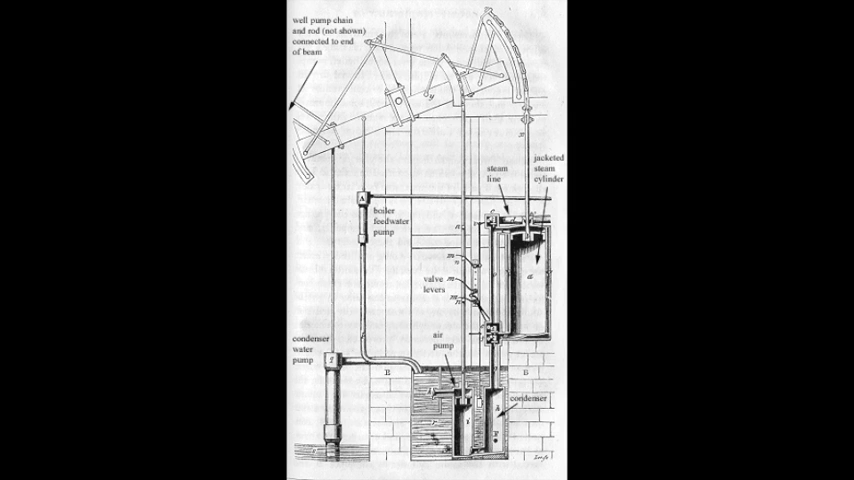 well pump chain
and rod (not shown)
connected to end
of beam
y
n
jacketed
steam
cylinder
steam
line
A
boiler
feedwater
pump
a
m
n
valve
levers
m
m
n
air
pump
condenser
water
pump
B
B
condenser
h
i
r